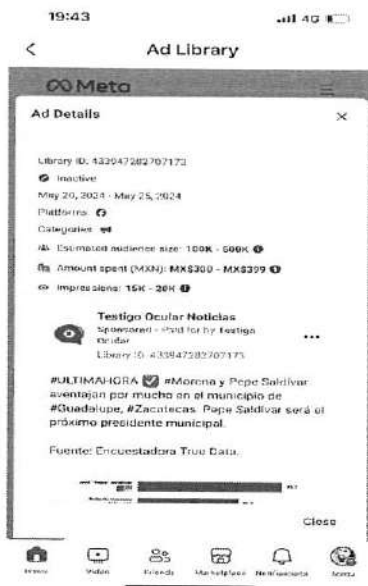 19:43
4G
Ad Library
Meta
Ad Details
Library ID: 433947282707173
Inactive
May 20, 2024 - May 25, 2024
Platforms
Categories
Estimated audience size: 100K - 500K
Amount spent (MXN): MX$300 - MX$399
Impressions: 15K - 20K
Testigo Ocular Noticias
Sponsored - Paid for by Testigo
Ocular
Library ID: 433947282707173
#ULTIMAHORA ✅ #Morena y Pepe Saldívar
aventajan por mucho en el municipio de
#Guadalupe, #Zacatecas. Pepe Saldívar será el
próximo presidente municipal.
Fuente: Encuestadora True Data.
Close
Home Video Friends Marketplace Notifications